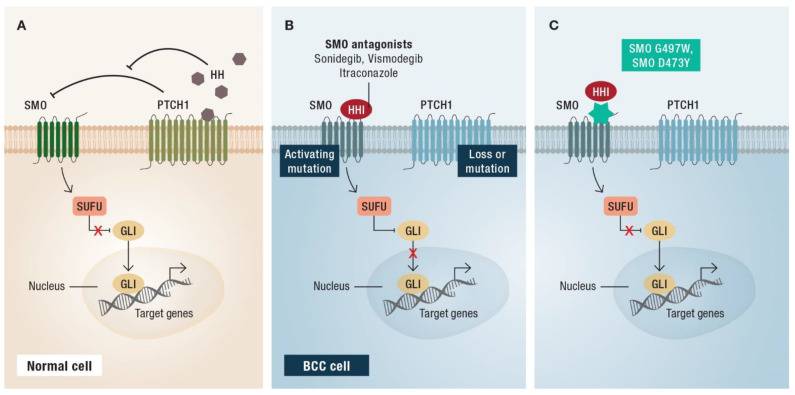 A
HH
SMO
PTCH1
SUFU
GLI
GLI
Nucleus
Target genes
Normal cell
B
SMO antagonists
Sonidegib, Vismodegib
Itraconazole
HHI
SMO
PTCH1
Activating
mutation
Loss or
mutation
SUFU
GLI
GLI
Nucleus
Target genes
BCC cell
C
SMO G497W,
SMO D473Y
HHI
SMO
PTCH1
SUFU
GLI
GLI
Nucleus
Target genes